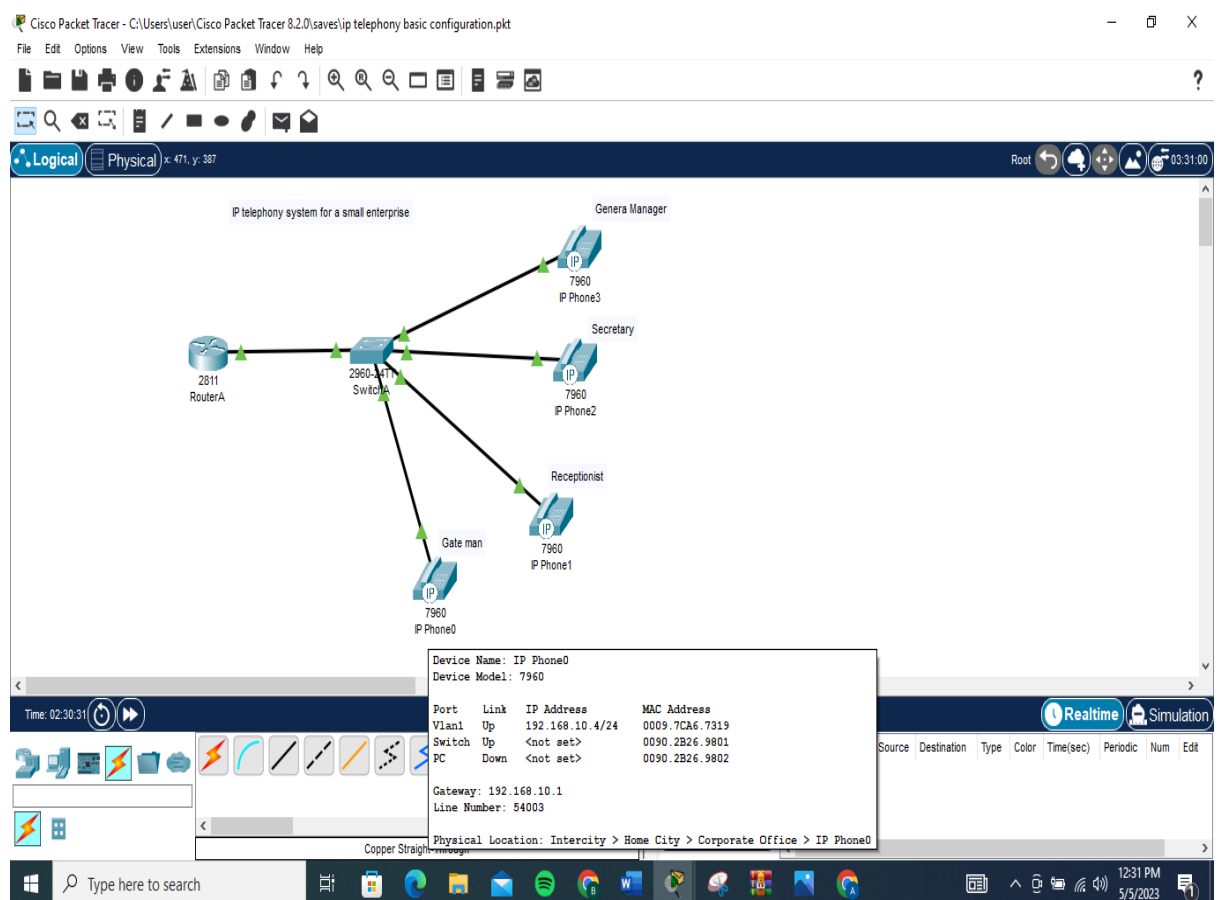 Cisco Packet Tracer - C:\Users\user\Cisco Packet Tracer 8.2.0\saves\ip telephony basic configuration.pkt
File Edit Options View Tools Extensions Window Help
?
Logical Physical x: 471, y: 387 Root 03:31:00
IP telephony system for a small enterprise
Genera Manager
IP
7960
IP Phone3
Secretary
IP
7960
IP Phone2
2811
RouterA
2960-24TT
SwitchA
Receptionist
IP
7960
IP Phone1
Gate man
IP
7960
IP Phone0
Device Name: IP Phone0
Device Model: 7960
Port Link IP Address MAC Address
Vlan1 Up 192.168.10.4/24 0009.7CA6.7319
Switch Up <not set> 0090.2B26.9801
PC Down <not set> 0090.2B26.9802
Gateway: 192.168.10.1
Line Number: 54003
Physical Location: Intercity > Home City > Corporate Office > IP Phone0
Time: 02:30:31 Realtime Simulation
Source Destination Type Color Time(sec) Periodic Num Edit
Copper Straight-Through
Type here to search
12:31 PM
5/5/2023